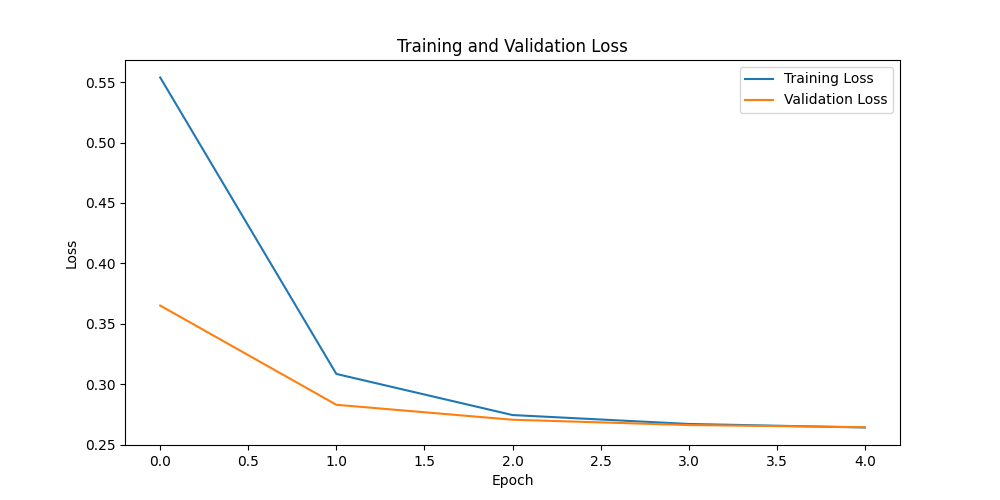 Training and Validation Loss
Training Loss
Validation Loss
Loss
0.55
0.50
0.45
0.40
0.35
0.30
0.25
0.0 0.5 1.0 1.5 2.0 2.5 3.0 3.5 4.0
Epoch